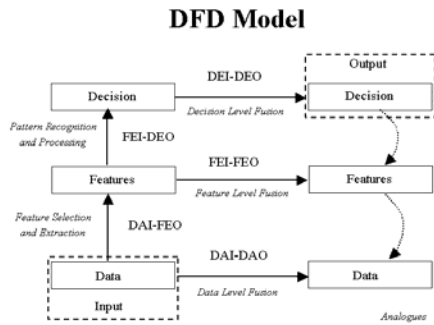 DFD Model
Output
DEI-DEO
Decision
Decision
Decision Level Fusion
Pattern Recognition
and Processing
FEI-DEO
FEI-FEO
Features
Features
Feature Level Fusion
Feature Selection
and Extraction
DAI-FEO
DAI-DAO
Data
Data
Data Level Fusion
Input
Analogues